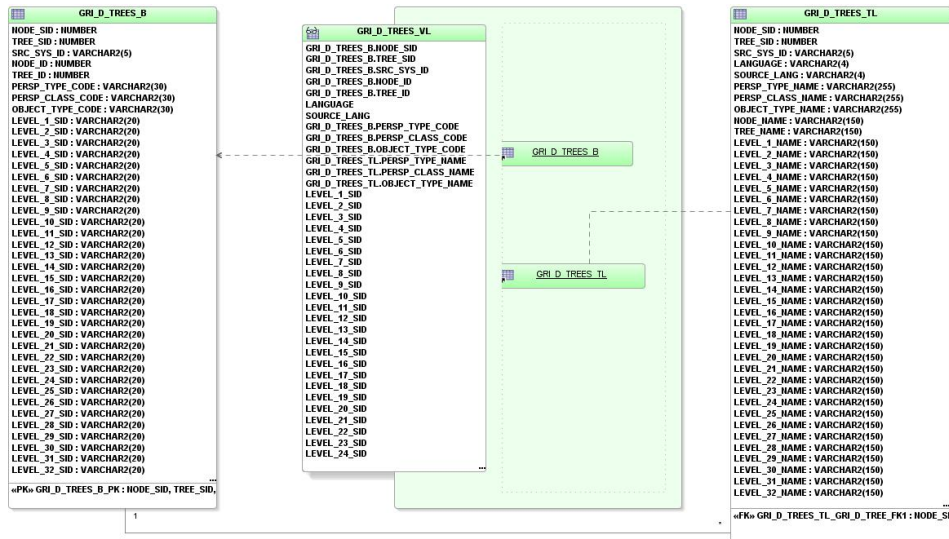 GRI_D_TREES_B
NODE_SID : NUMBER
TREE_SID : NUMBER
SRC_SYS_ID : VARCHAR2(5)
NODE_ID : NUMBER
TREE_ID : NUMBER
PERSP_TYPE_CODE : VARCHAR2(30)
PERSP_CLASS_CODE : VARCHAR2(30)
OBJECT_TYPE_CODE : VARCHAR2(30)
LEVEL_1_SID : VARCHAR2(20)
LEVEL_2_SID : VARCHAR2(20)
LEVEL_3_SID : VARCHAR2(20)
LEVEL_4_SID : VARCHAR2(20)
LEVEL_5_SID : VARCHAR2(20)
LEVEL_6_SID : VARCHAR2(20)
LEVEL_7_SID : VARCHAR2(20)
LEVEL_8_SID : VARCHAR2(20)
LEVEL_9_SID : VARCHAR2(20)
LEVEL_10_SID : VARCHAR2(20)
LEVEL_11_SID : VARCHAR2(20)
LEVEL_12_SID : VARCHAR2(20)
LEVEL_13_SID : VARCHAR2(20)
LEVEL_14_SID : VARCHAR2(20)
LEVEL_15_SID : VARCHAR2(20)
LEVEL_16_SID : VARCHAR2(20)
LEVEL_17_SID : VARCHAR2(20)
LEVEL_18_SID : VARCHAR2(20)
LEVEL_19_SID : VARCHAR2(20)
LEVEL_20_SID : VARCHAR2(20)
LEVEL_21_SID : VARCHAR2(20)
LEVEL_22_SID : VARCHAR2(20)
LEVEL_23_SID : VARCHAR2(20)
LEVEL_24_SID : VARCHAR2(20)
LEVEL_25_SID : VARCHAR2(20)
LEVEL_26_SID : VARCHAR2(20)
LEVEL_27_SID : VARCHAR2(20)
LEVEL_28_SID : VARCHAR2(20)
LEVEL_29_SID : VARCHAR2(20)
LEVEL_30_SID : VARCHAR2(20)
LEVEL_31_SID : VARCHAR2(20)
LEVEL_32_SID : VARCHAR2(20)
...
«PK» GRI_D_TREES_B_PK : NODE_SID, TREE_SID,
1
GRI_D_TREES_VL
GRI_D_TREES_B.NODE_SID
GRI_D_TREES_B.TREE_SID
GRI_D_TREES_B.SRC_SYS_ID
GRI_D_TREES_B.NODE_ID
GRI_D_TREES_B.TREE_ID
LANGUAGE
SOURCE_LANG
GRI_D_TREES_B.PERSP_TYPE_CODE
GRI_D_TREES_B.PERSP_CLASS_CODE
GRI_D_TREES_B.OBJECT_TYPE_CODE
GRI_D_TREES_TL.PERSP_TYPE_NAME
GRI_D_TREES_TL.PERSP_CLASS_NAME
GRI_D_TREES_TL.OBJECT_TYPE_NAME
LEVEL_1_SID
LEVEL_2_SID
LEVEL_3_SID
LEVEL_4_SID
LEVEL_5_SID
LEVEL_6_SID
LEVEL_7_SID
LEVEL_8_SID
LEVEL_9_SID
LEVEL_10_SID
LEVEL_11_SID
LEVEL_12_SID
LEVEL_13_SID
LEVEL_14_SID
LEVEL_15_SID
LEVEL_16_SID
LEVEL_17_SID
LEVEL_18_SID
LEVEL_19_SID
LEVEL_20_SID
LEVEL_21_SID
LEVEL_22_SID
LEVEL_23_SID
LEVEL_24_SID
...
GRI_D_TREES_B
GRI_D_TREES_TL
GRI_D_TREES_TL
NODE_SID : NUMBER
TREE_SID : NUMBER
SRC_SYS_ID : VARCHAR2(5)
LANGUAGE : VARCHAR2(4)
SOURCE_LANG : VARCHAR2(4)
PERSP_TYPE_NAME : VARCHAR2(255)
PERSP_CLASS_NAME : VARCHAR2(255)
OBJECT_TYPE_NAME : VARCHAR2(255)
NODE_NAME : VARCHAR2(150)
TREE_NAME : VARCHAR2(150)
LEVEL_1_NAME : VARCHAR2(150)
LEVEL_2_NAME : VARCHAR2(150)
LEVEL_3_NAME : VARCHAR2(150)
LEVEL_4_NAME : VARCHAR2(150)
LEVEL_5_NAME : VARCHAR2(150)
LEVEL_6_NAME : VARCHAR2(150)
LEVEL_7_NAME : VARCHAR2(150)
LEVEL_8_NAME : VARCHAR2(150)
LEVEL_9_NAME : VARCHAR2(150)
LEVEL_10_NAME : VARCHAR2(150)
LEVEL_11_NAME : VARCHAR2(150)
LEVEL_12_NAME : VARCHAR2(150)
LEVEL_13_NAME : VARCHAR2(150)
LEVEL_14_NAME : VARCHAR2(150)
LEVEL_15_NAME : VARCHAR2(150)
LEVEL_16_NAME : VARCHAR2(150)
LEVEL_17_NAME : VARCHAR2(150)
LEVEL_18_NAME : VARCHAR2(150)
LEVEL_19_NAME : VARCHAR2(150)
LEVEL_20_NAME : VARCHAR2(150)
LEVEL_21_NAME : VARCHAR2(150)
LEVEL_22_NAME : VARCHAR2(150)
LEVEL_23_NAME : VARCHAR2(150)
LEVEL_24_NAME : VARCHAR2(150)
LEVEL_25_NAME : VARCHAR2(150)
LEVEL_26_NAME : VARCHAR2(150)
LEVEL_27_NAME : VARCHAR2(150)
LEVEL_28_NAME : VARCHAR2(150)
LEVEL_29_NAME : VARCHAR2(150)
LEVEL_30_NAME : VARCHAR2(150)
LEVEL_31_NAME : VARCHAR2(150)
LEVEL_32_NAME : VARCHAR2(150)
...
«FK» GRI_D_TREES_TL_GRI_D_TREE_FK1 : NODE_SI
*